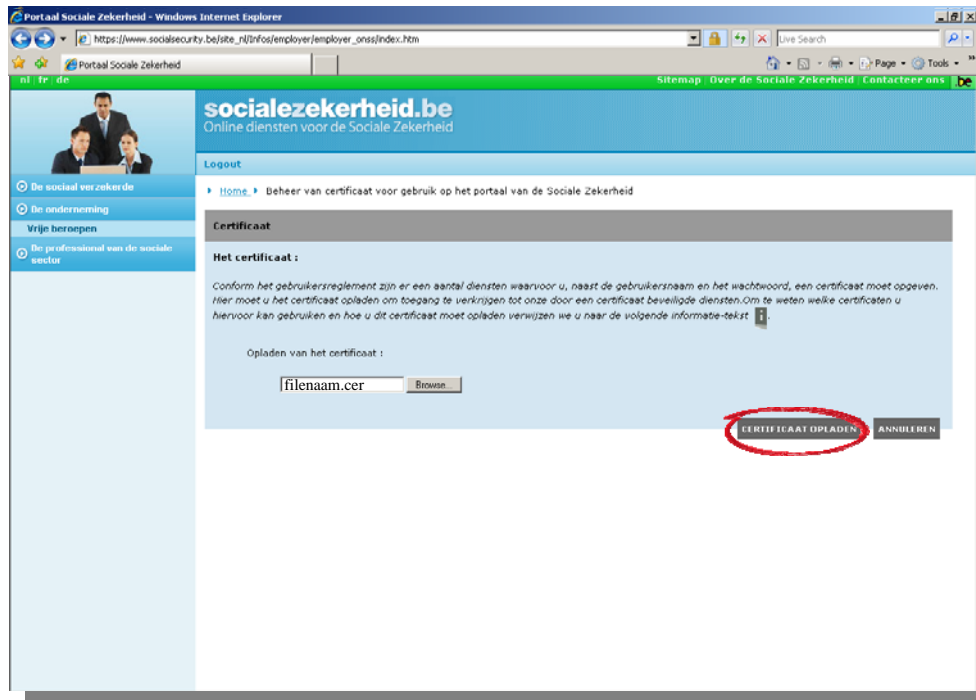 Portaal Sociale Zekerheid - Windows Internet Explorer
https://www.socialsecurity.be/site_nl/Infos/employer/employer_onss/index.htm
Live Search
Portaal Sociale Zekerheid
Page
Tools
nl | fr | de
Sitemap | Over de Sociale Zekerheid | Contacteer ons
.be
socialezekerheid.be
Online diensten voor de Sociale Zekerheid
Logout
De sociaal verzekerde
De onderneming
Vrije beroepen
De professional van de sociale
sector
Home Beheer van certificaat voor gebruik op het portaal van de Sociale Zekerheid
Certificaat
Het certificaat :
Conform het gebruikersreglement zijn er een aantal diensten waarvoor u, naast de gebruikersnaam en het wachtwoord, een certificaat moet opgeven.
Hier moet u het certificaat opladen om toegang te verkrijgen tot onze door een certificaat beveiligde diensten.Om te weten welke certificaten u
hiervoor kan gebruiken en hoe u dit certificaat moet opladen verwijzen we u naar de volgende informatie-tekst i .
Opladen van het certificaat :
filenaam.cer
Browse...
CERTIFICAAT OPLADEN
ANNULEREN